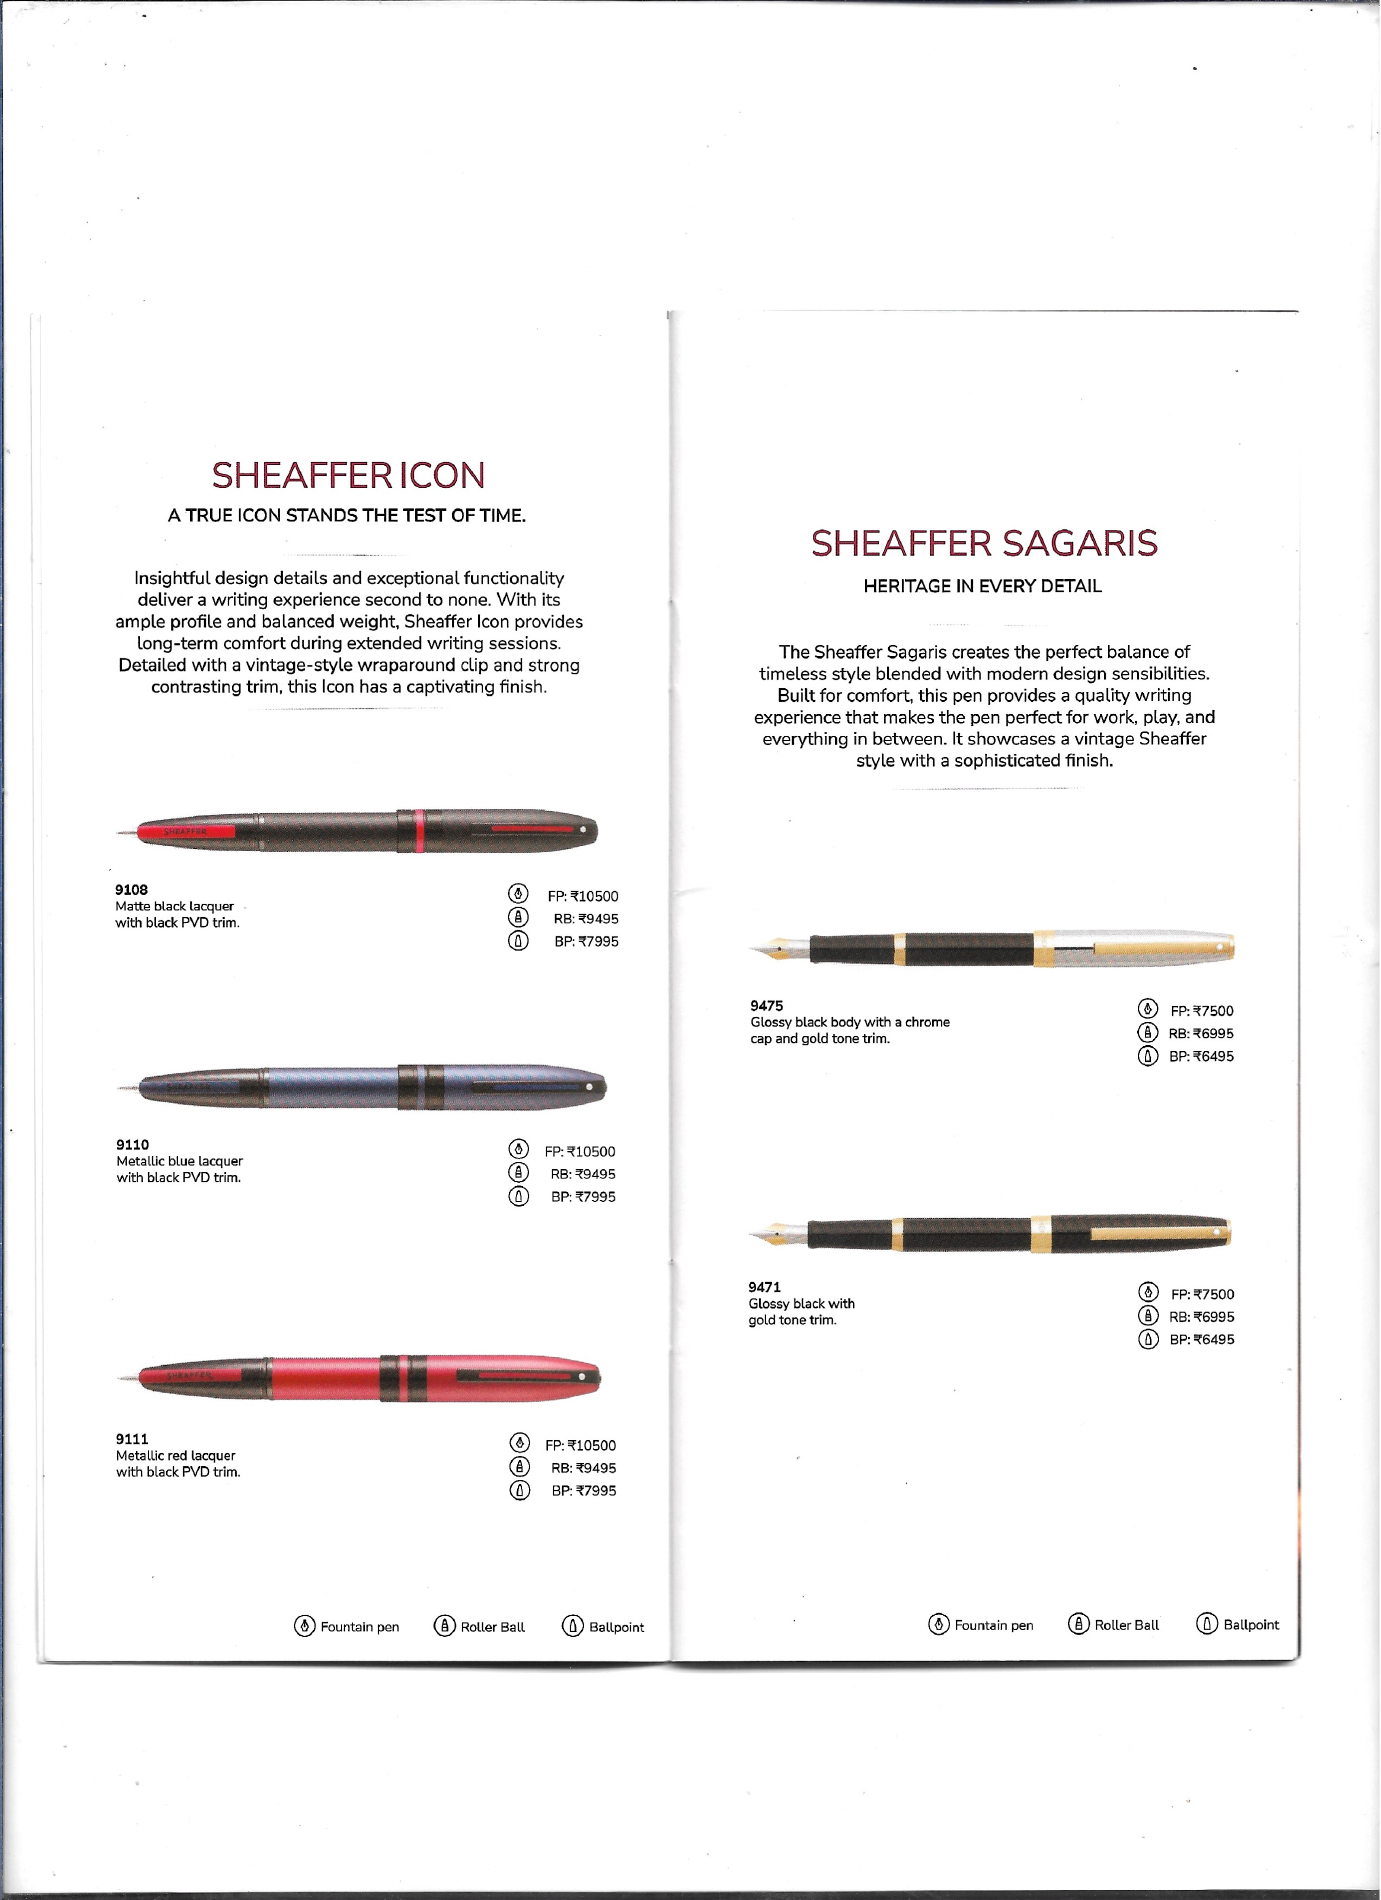 SHEAFFER ICON
A TRUE ICON STANDS THE TEST OF TIME.
Insightful design details and exceptional functionality
deliver a writing experience second to none. With its
ample profile and balanced weight, Sheaffer Icon provides
long-term comfort during extended writing sessions.
Detailed with a vintage-style wraparound clip and strong
contrasting trim, this Icon has a captivating finish.
SHEAFFER
9108
Matte black lacquer
with black PVD trim.
FP: ₹10500
RB: ₹9495
BP: ₹7995
SHEAFFER
9110
Metallic blue lacquer
with black PVD trim.
FP: ₹10500
RB: ₹9495
BP: ₹7995
SHEAFFER
9111
Metallic red lacquer
with black PVD trim.
FP: ₹10500
RB: ₹9495
BP: ₹7995
Fountain pen Roller Ball Ballpoint
SHEAFFER SAGARIS
HERITAGE IN EVERY DETAIL
The Sheaffer Sagaris creates the perfect balance of
timeless style blended with modern design sensibilities.
Built for comfort, this pen provides a quality writing
experience that makes the pen perfect for work, play, and
everything in between. It showcases a vintage Sheaffer
style with a sophisticated finish.
9475
Glossy black body with a chrome
cap and gold tone trim.
FP: ₹7500
RB: ₹6995
BP: ₹6495
9471
Glossy black with
gold tone trim.
FP: ₹7500
RB: ₹6995
BP: ₹6495
Fountain pen Roller Ball Ballpoint